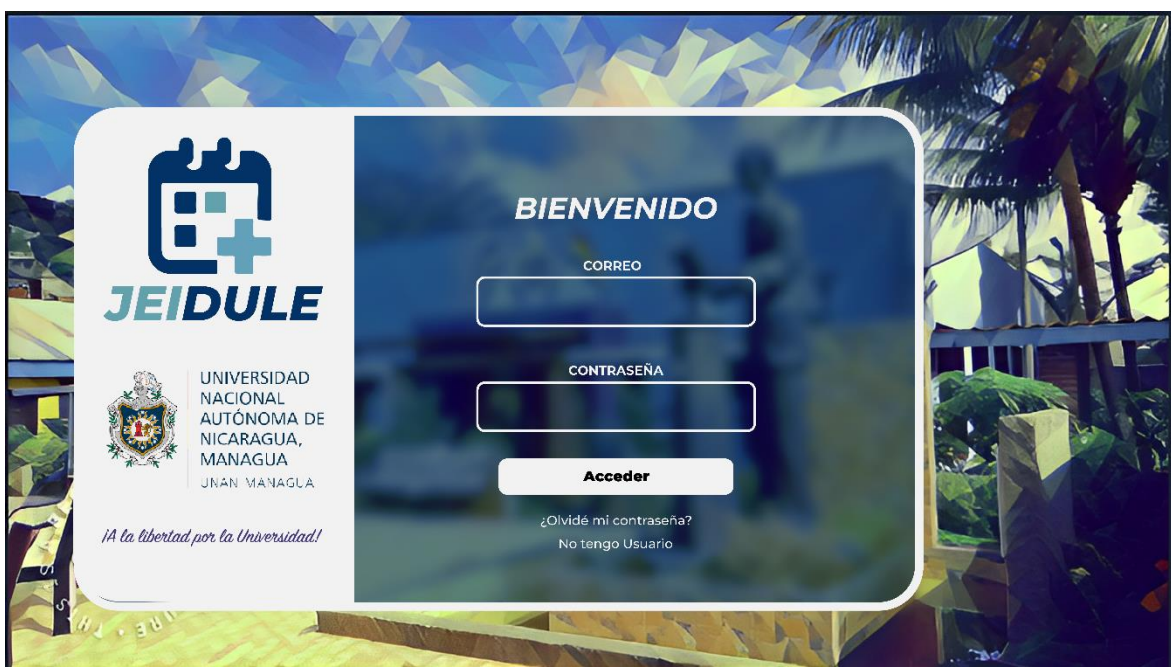 JEIDULE
UNIVERSIDAD
NACIONAL
AUTÓNOMA DE
NICARAGUA,
MANAGUA
UNAN MANAGUA
¡A la libertad por la Universidad!
BIENVENIDO
CORREO
CONTRASEÑA
Acceder
¿Olvidé mi contraseña?
No tengo Usuario